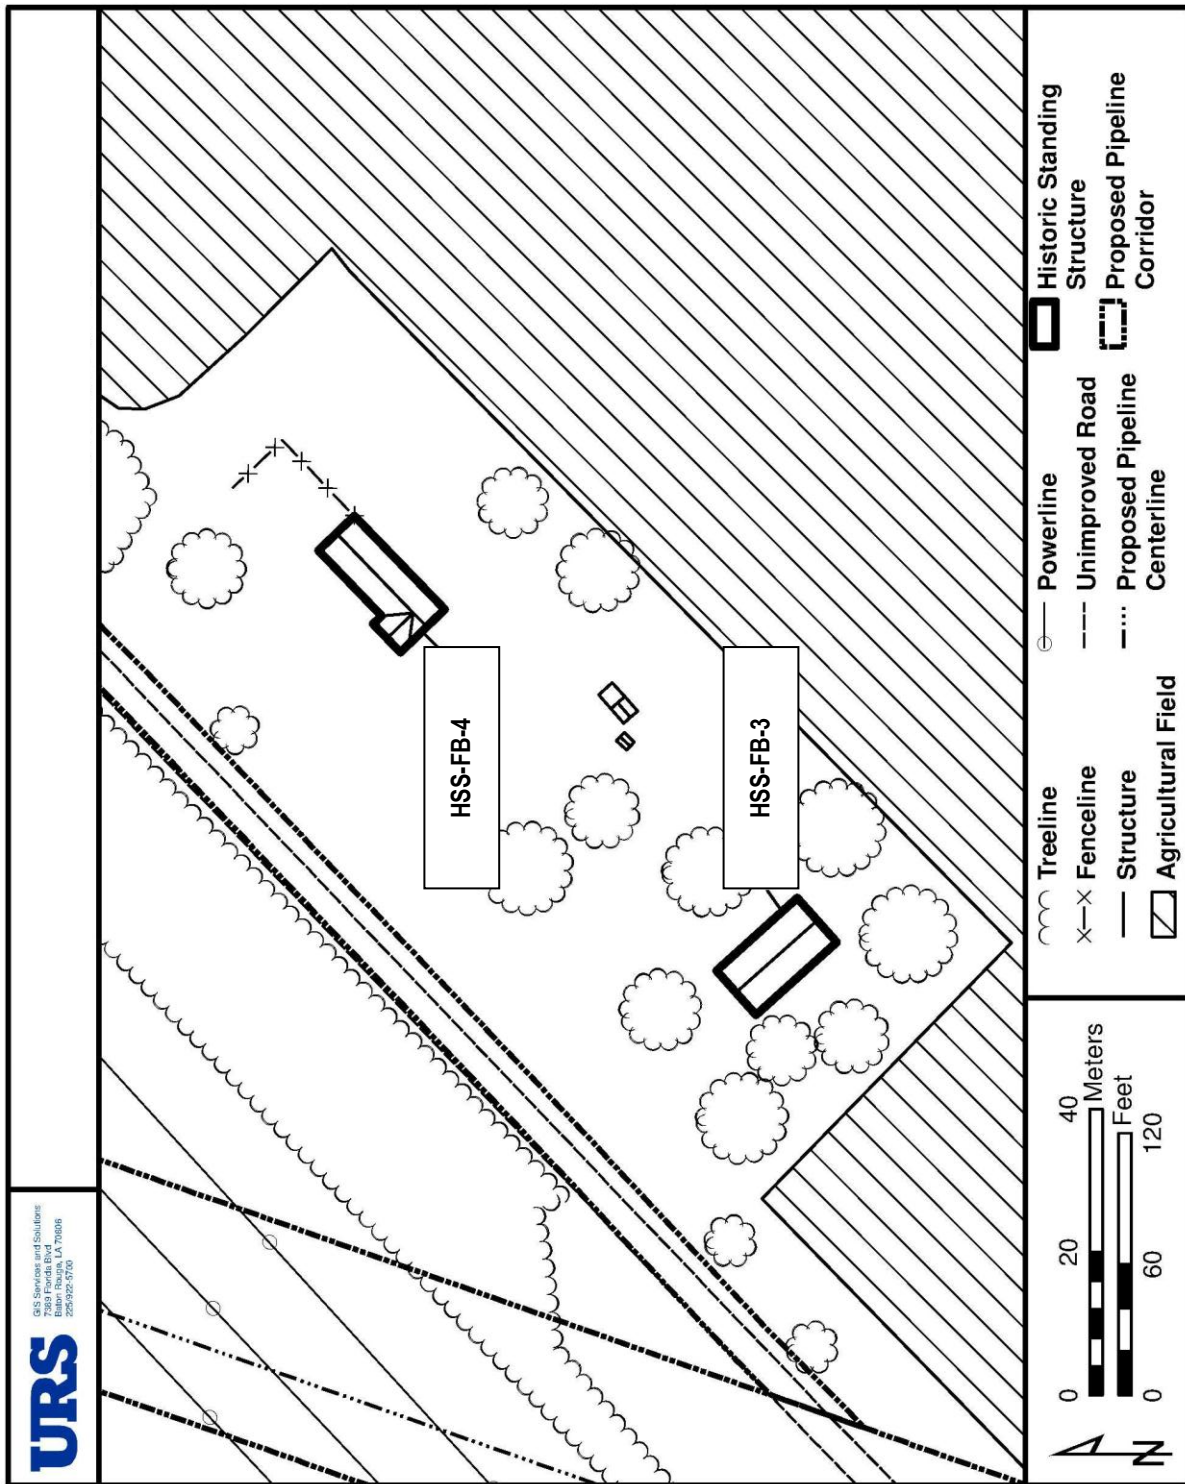 URS
GIS Services and Solutions
7389 Florida Blvd
Baton Rouge, LA 70806
225/922-5700
HSS-FB-4
HSS-FB-3
N
0 20 40
Meters
Feet
0 60 120
Treeline
Fenceline
Structure
Agricultural Field
Powerline
Unimproved Road
Proposed Pipeline
Centerline
Historic Standing
Structure
Proposed Pipeline
Corridor